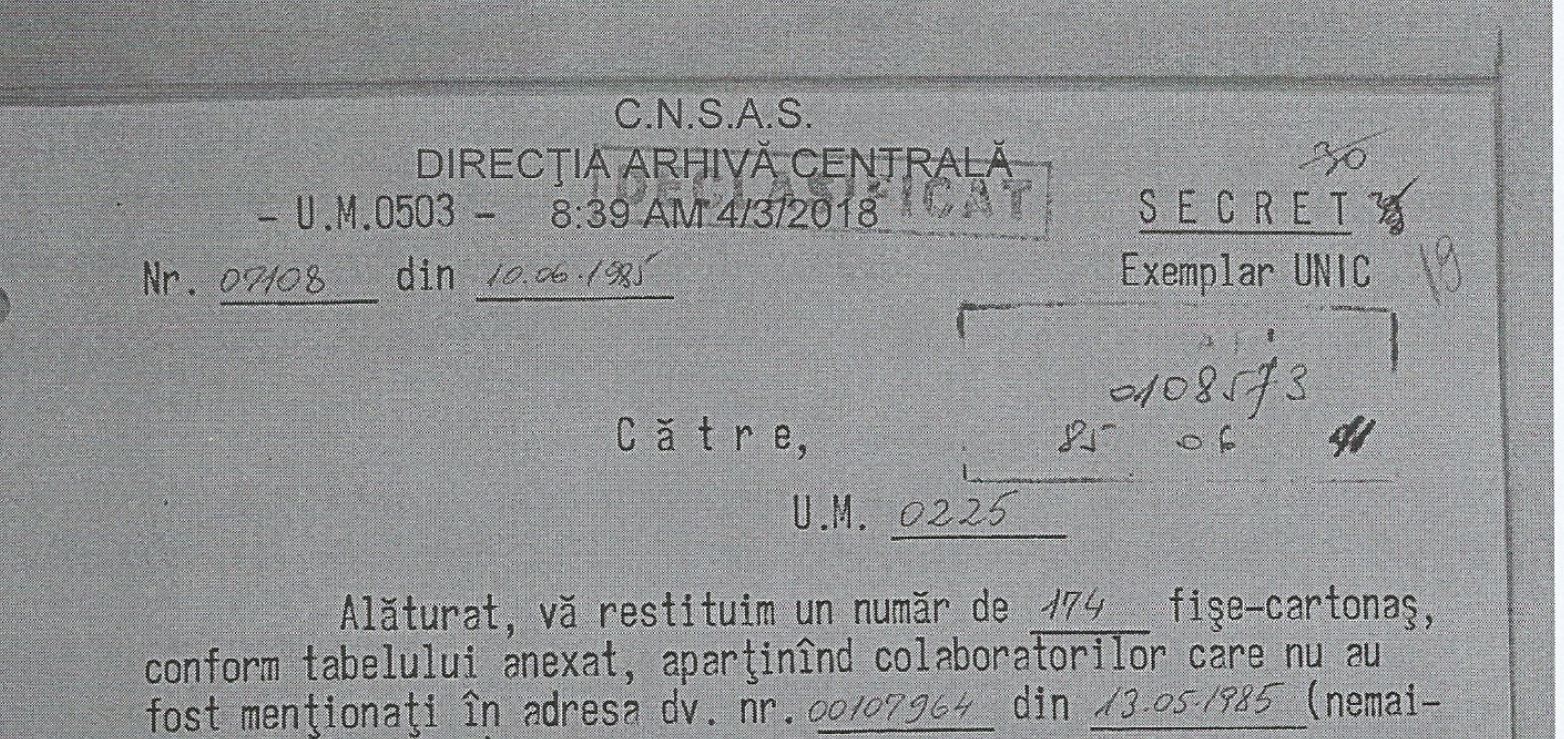 C.N.S.A.S.
DIRECŢIA ARHIVĂ CENTRALĂ
DECLASIFICAT
30
- U.M.0503 - 8:39 AM 4/3/2018
SECRET
Nr. 07108 din 10.06.1985
Exemplar UNIC
19
0108573
Către,
85 06
U.M. 0225
Alăturat, vă restituim un număr de 174 fişe-cartonaş,
conform tabelului anexat, aparţinînd colaboratorilor care nu au
fost menţionaţi în adresa dv. nr. 00107964 din 13.05.1985 (nemai-